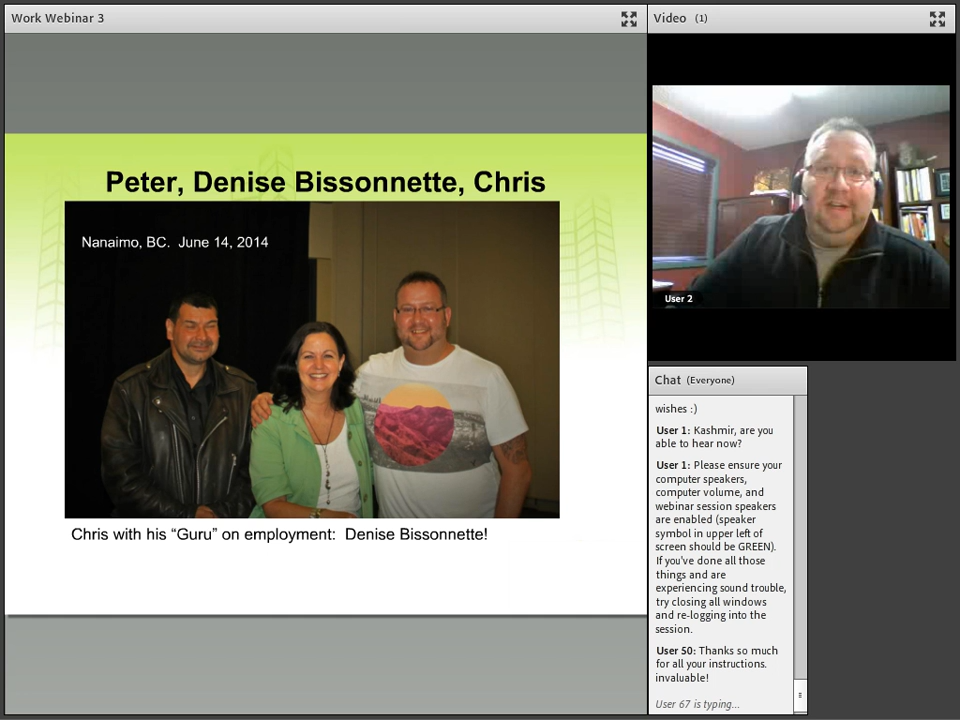 Work Webinar 3
Video (1)
Peter, Denise Bissonnette, Chris
Nanaimo, BC. June 14, 2014
Chris with his “Guru” on employment: Denise Bissonnette!
User 2
Chat (Everyone)
wishes :)
User 1: Kashmir, are you
able to hear now?
User 1: Please ensure your
computer speakers,
computer volume, and
webinar session speakers
are enabled (speaker
symbol in upper left of
screen should be GREEN).
If you've done all those
things and are
experiencing sound trouble,
try closing all windows
and re-logging into the
session.
User 50: Thanks so much
for all your instructions.
invaluable!
User 67 is typing...